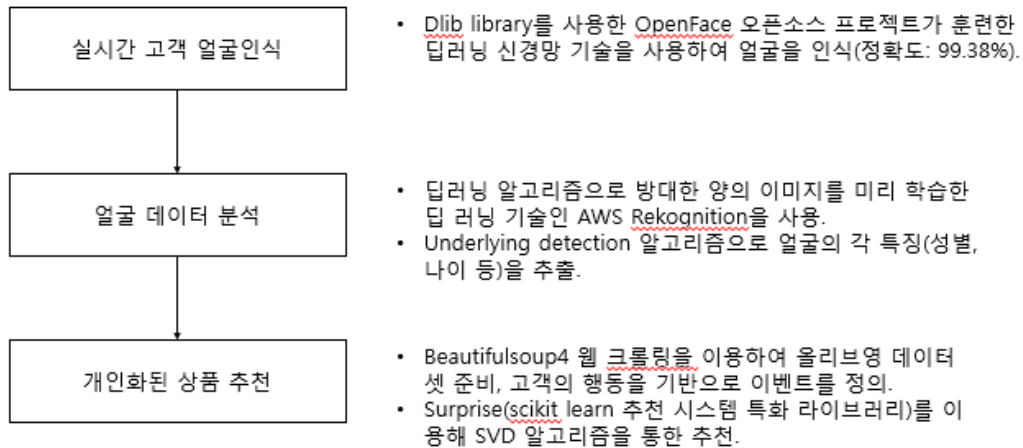 실시간 고객 얼굴인식
• Dlib library를 사용한 OpenFace 오픈소스 프로젝트가 훈련한
딥러닝 신경망 기술을 사용하여 얼굴을 인식(정확도: 99.38%).
얼굴 데이터 분석
• 딥러닝 알고리즘으로 방대한 양의 이미지를 미리 학습한
딥 러닝 기술인 AWS Rekognition을 사용.
• Underlying detection 알고리즘으로 얼굴의 각 특징(성별,
나이 등)을 추출.
개인화된 상품 추천
• Beautifulsoup4 웹 크롤링을 이용하여 올리브영 데이터
셋 준비, 고객의 행동을 기반으로 이벤트를 정의.
• Surprise(scikit learn 추천 시스템 특화 라이브러리)를 이
용해 SVD 알고리즘을 통한 추천.